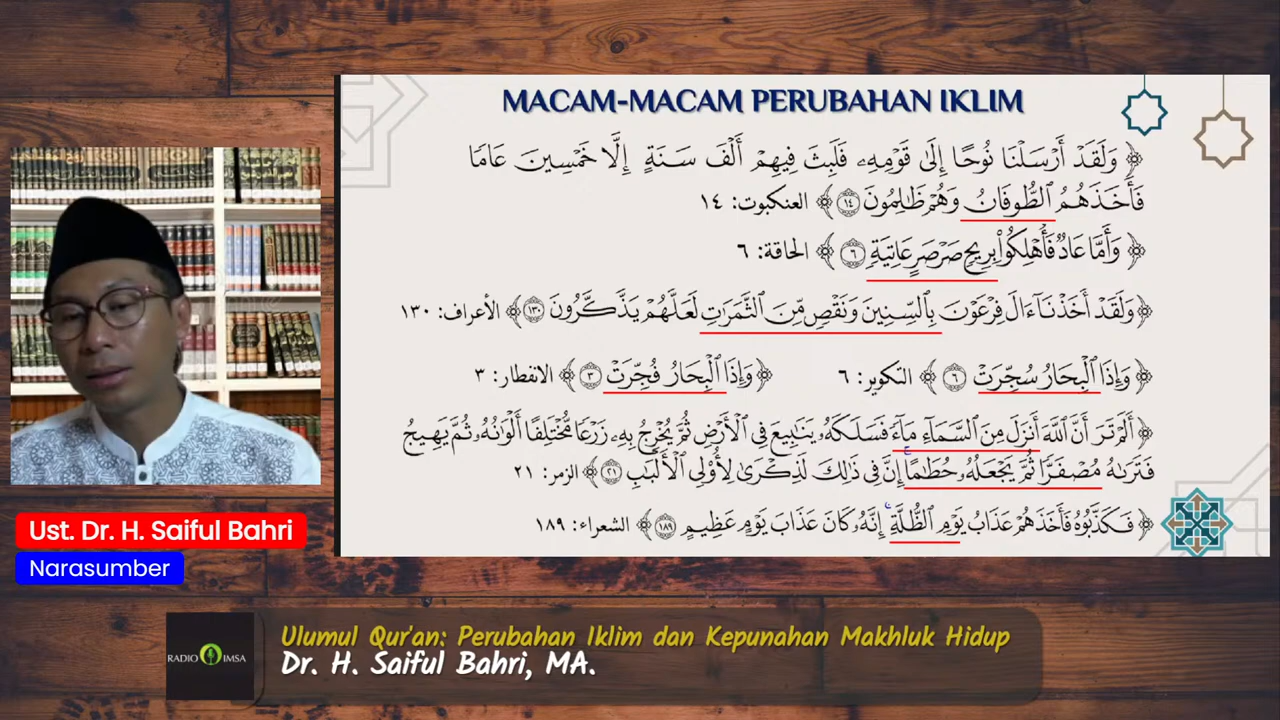 MACAM-MACAM PERUBAHAN IKLIM
﴿ وَلَقَدْ أَرْسَلْنَا نُوحًا إِلَىٰ قَوْمِهِۦ فَلَبِثَ فِيهِمْ أَلْفَ سَنَةٍ إِلَّا خَمْسِينَ عَامًا
فَأَخَذَهُمُ ٱلطُّوفَانُ وَهُمْ ظَٰلِمُونَ ١٤ ﴾ العنكبوت: ١٤
﴿ وَأَمَّا عَادٌ فَأُهْلِكُوا۟ بِرِيحٍ صَرْصَرٍ عَاتِيَةٍ ٦ ﴾ الحاقة: ٦
﴿ وَلَقَدْ أَخَذْنَآ ءَالَ فِرْعَوْنَ بِٱلسِّنِينَ وَنَقْصٍ مِّنَ ٱلثَّمَرَٰتِ لَعَلَّهُمْ يَذَّكَّرُونَ ١٣٠ ﴾ الأعراف: ١٣٠
﴿ وَإِذَا ٱلْبِحَارُ سُجِّرَتْ ٦ ﴾ التكوير: ٦ ﴿ وَإِذَا ٱلْبِحَارُ فُجِّرَتْ ٣ ﴾ الانفطار: ٣
﴿ أَلَمْ تَرَ أَنَّ ٱللَّهَ أَنزَلَ مِنَ ٱلسَّمَآءِ مَآءً فَسَلَكَهُۥ يَنَٰبِيعَ فِى ٱلْأَرْضِ ثُمَّ يُخْرِجُ بِهِۦ زَرْعًا مُّخْتَلِفًا أَلْوَٰنُهُۥ ثُمَّ يَهِيجُ
فَتَرَىٰهُ مُصْفَرًّا ثُمَّ يَجْعَلُهُۥ حُطَٰمًا ۚ إِنَّ فِى ذَٰلِكَ لَذِكْرَىٰ لِأُو۟لِى ٱلْأَلْبَٰبِ ٢١ ﴾ الزمر: ٢١
﴿ فَكَذَّبُوهُ فَأَخَذَهُمْ عَذَابُ يَوْمِ ٱلظُّلَّةِ ۚ إِنَّهُۥ كَانَ عَذَابَ يَوْمٍ عَظِيمٍ ١٨٩ ﴾ الشعراء: ١٨٩
Ust. Dr. H. Saiful Bahri
Narasumber
RADIO IMSA
Ulumul Qur'an: Perubahan Iklim dan Kepunahan Makhluk Hidup
Dr. H. Saiful Bahri, MA.